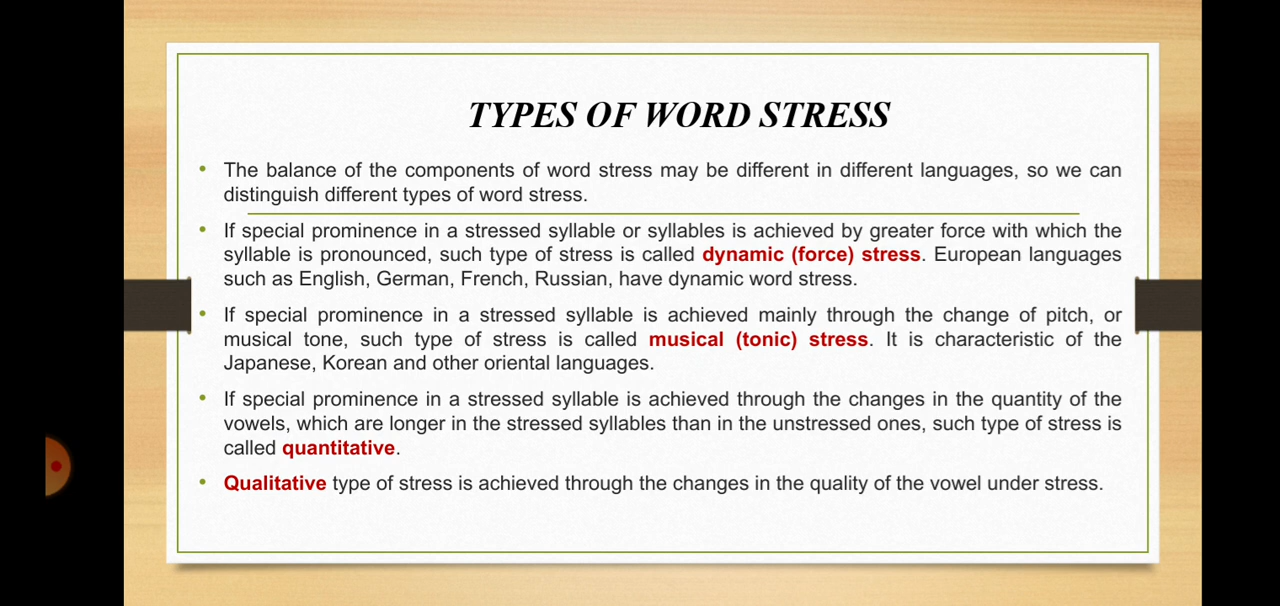 TYPES OF WORD STRESS
• The balance of the components of word stress may be different in different languages, so we can
distinguish different types of word stress.
• If special prominence in a stressed syllable or syllables is achieved by greater force with which the
syllable is pronounced, such type of stress is called dynamic (force) stress. European languages
such as English, German, French, Russian, have dynamic word stress.
• If special prominence in a stressed syllable is achieved mainly through the change of pitch, or
musical tone, such type of stress is called musical (tonic) stress. It is characteristic of the
Japanese, Korean and other oriental languages.
• If special prominence in a stressed syllable is achieved through the changes in the quantity of the
vowels, which are longer in the stressed syllables than in the unstressed ones, such type of stress is
called quantitative.
• Qualitative type of stress is achieved through the changes in the quality of the vowel under stress.